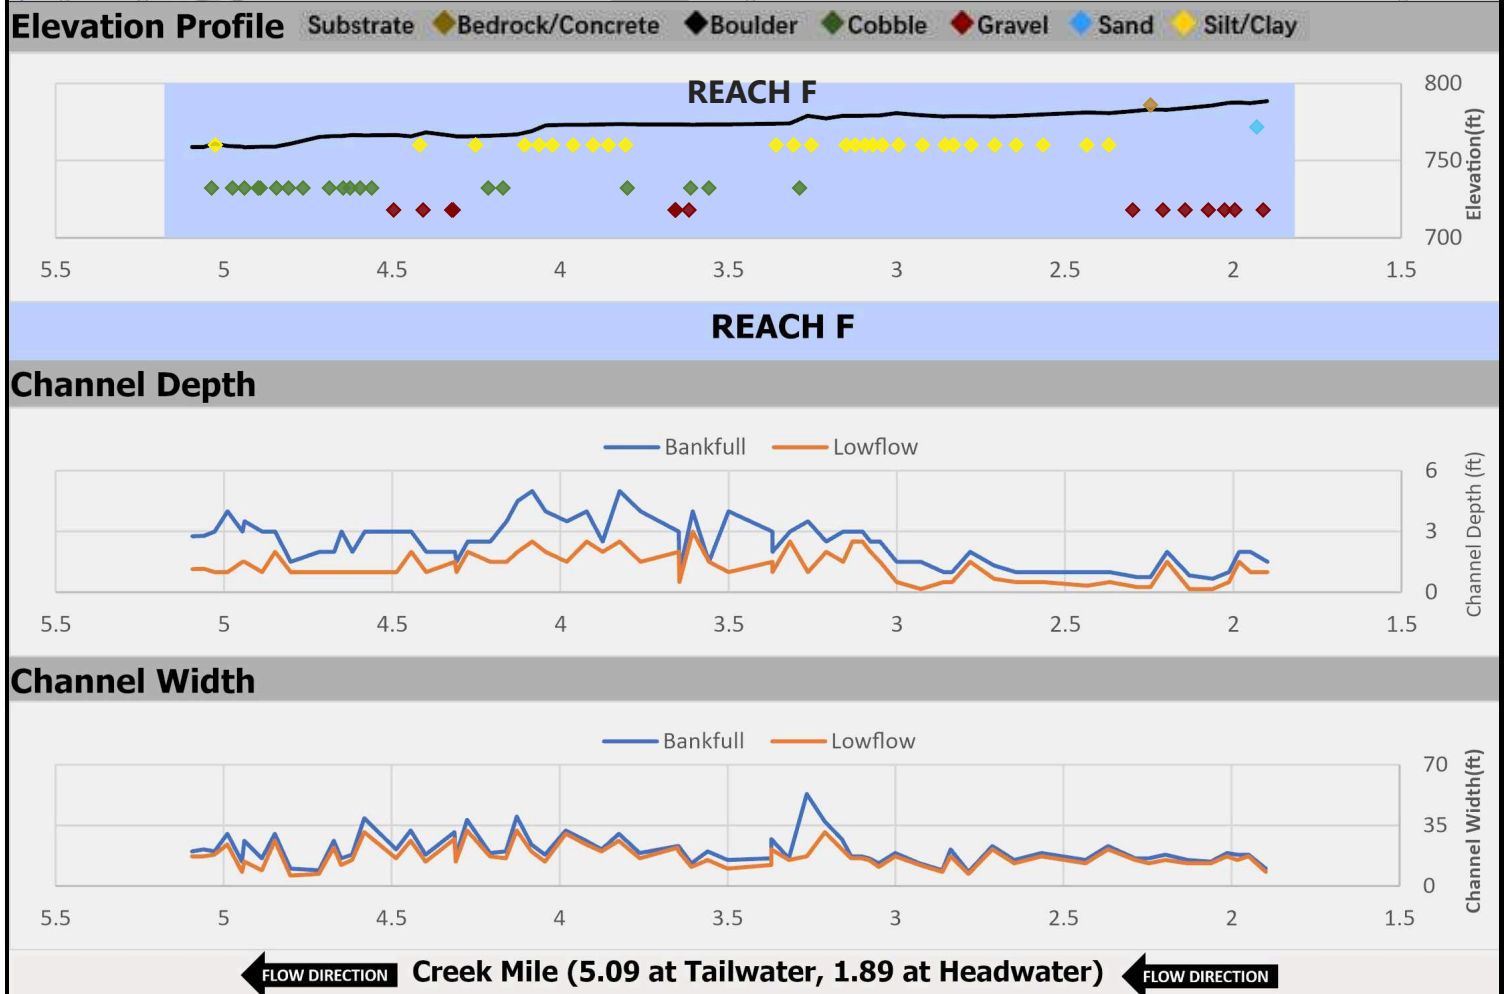 Elevation Profile Substrate Bedrock/Concrete Boulder Cobble Gravel Sand Silt/Clay
REACH F
800
750
700
Elevation(ft)
5.5 5 4.5 4 3.5 3 2.5 2 1.5
REACH F
Channel Depth
Bankfull Lowflow
6
3
0
Channel Depth (ft)
5.5 5 4.5 4 3.5 3 2.5 2 1.5
Channel Width
Bankfull Lowflow
70
35
0
Channel Width(ft)
5.5 5 4.5 4 3.5 3 2.5 2 1.5
FLOW DIRECTION Creek Mile (5.09 at Tailwater, 1.89 at Headwater) FLOW DIRECTION